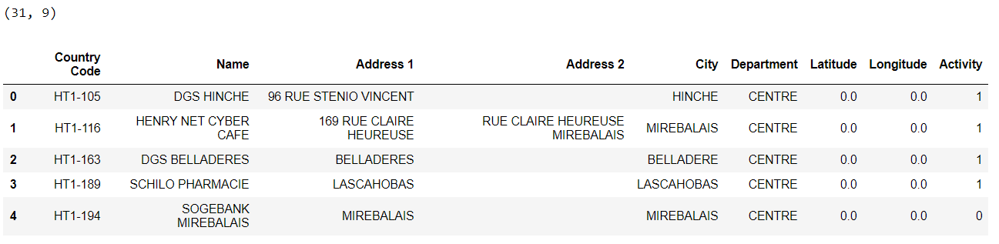 (31, 9)
Country Code Name Address 1 Address 2 City Department Latitude Longitude Activity
0 HT1-105 DGS HINCHE 96 RUE STENIO VINCENT HINCHE CENTRE 0.0 0.0 1
1 HT1-116 HENRY NET CYBER CAFE 169 RUE CLAIRE HEUREUSE RUE CLAIRE HEUREUSE MIREBALAIS MIREBALAIS CENTRE 0.0 0.0 1
2 HT1-163 DGS BELLADERES BELLADERES BELLADERE CENTRE 0.0 0.0 1
3 HT1-189 SCHILO PHARMACIE LASCAHOBAS LASCAHOBAS CENTRE 0.0 0.0 1
4 HT1-194 SOGEBANK MIREBALAIS MIREBALAIS MIREBALAIS CENTRE 0.0 0.0 0